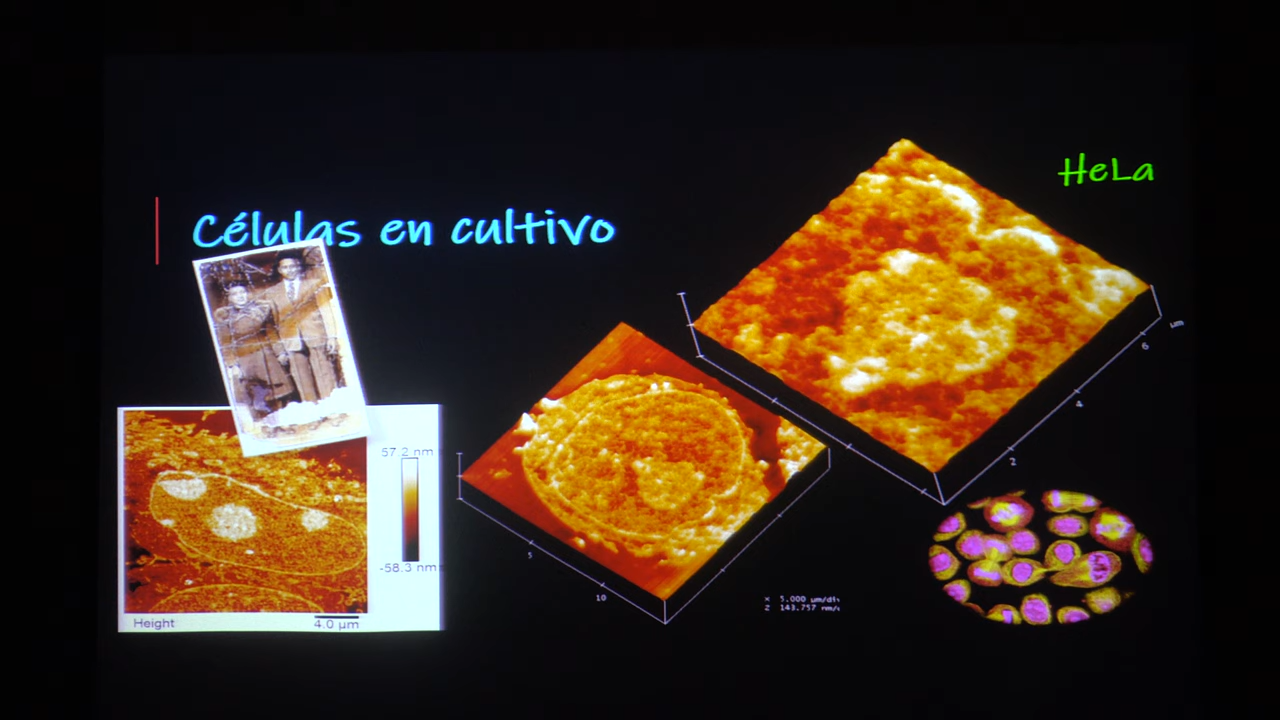 HeLa
Células en cultivo
57.2 nm
-58.3 nm
Height
4.0 µm
5
10
x 5.000 µm/div
z 143.757 nm/
2
4
6
µm